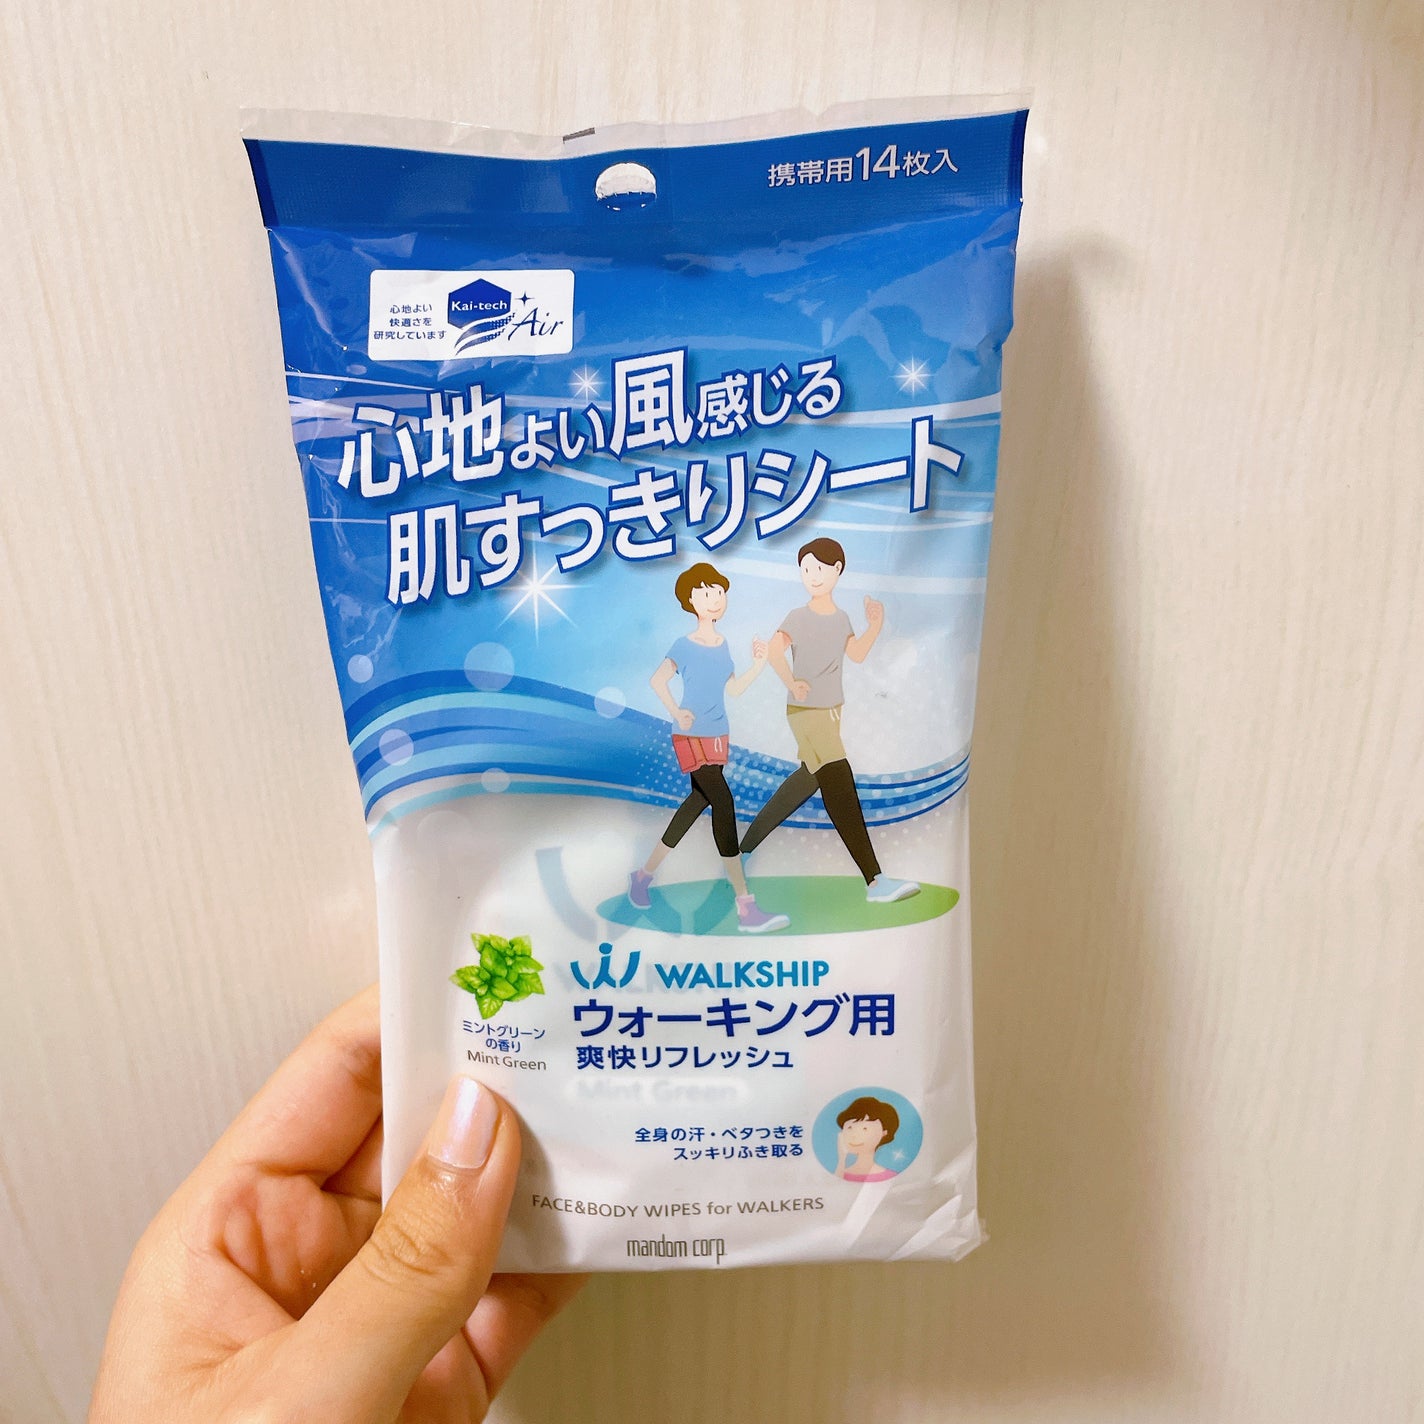 携帯用14枚入
心地よい
快適さを
研究しています
Kai-tech
Air
心地よい風感じる
肌すっきりシート
WALKSHIP
ウォーキング用
爽快リフレッシュ
ミントグリーン
の香り
Mint Green
Mint Green
全身の汗・ベタつきを
スッキリふき取る
FACE&BODY WIPES for WALKERS
mandom corp.